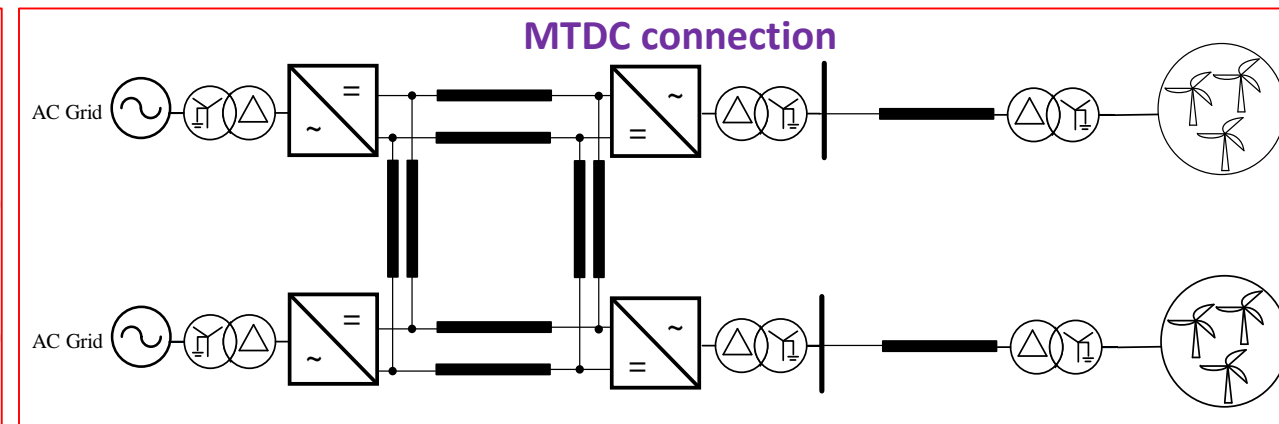 MTDC connection
AC Grid
=
~
~
=
AC Grid
=
~
~
=